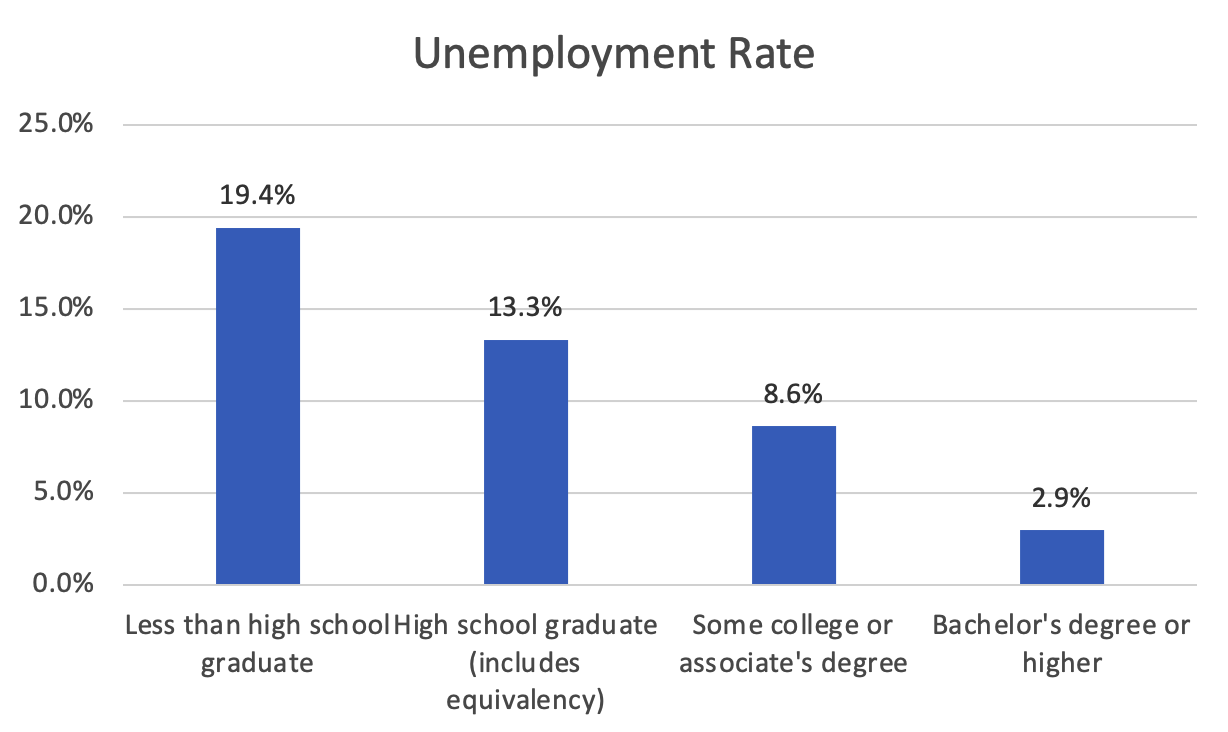 Unemployment Rate
25.0%
20.0%
15.0%
10.0%
5.0%
0.0%
19.4%
13.3%
8.6%
2.9%
Less than high school
graduate
High school graduate
(includes
equivalency)
Some college or
associate's degree
Bachelor's degree or
higher